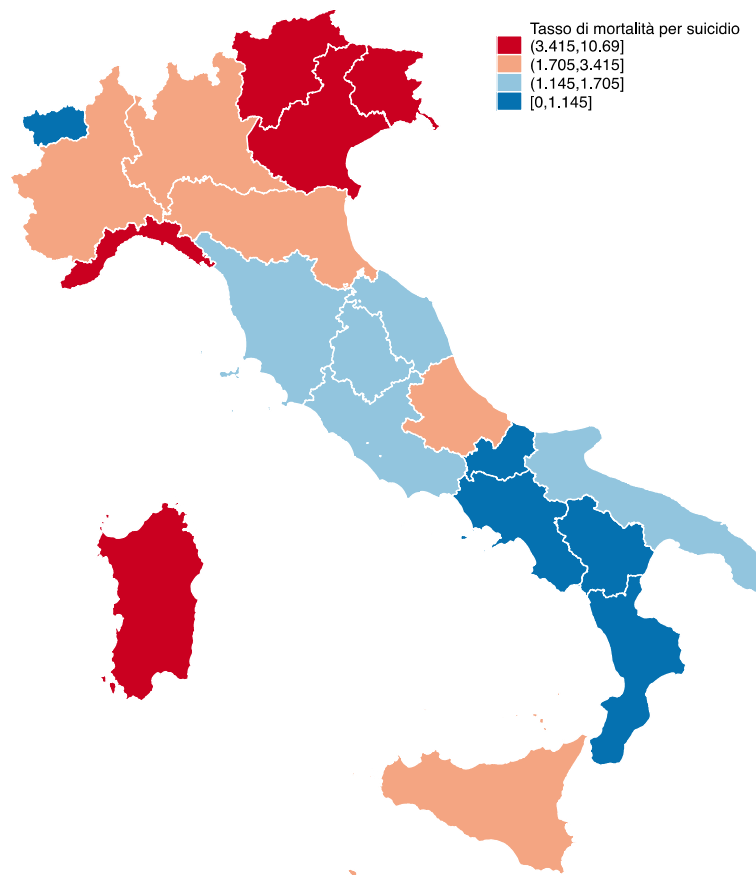 Tasso di mortalità per suicidio
(3.415,10.69]
(1.705,3.415]
(1.145,1.705]
[0,1.145]